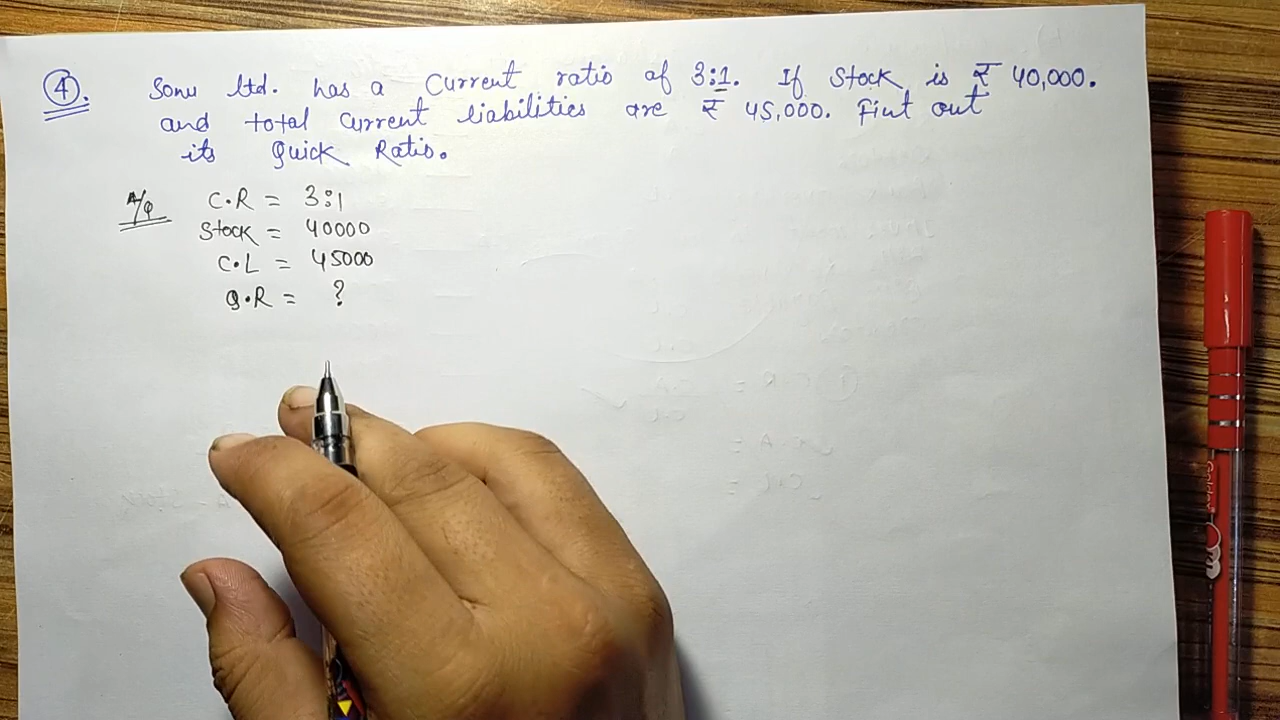 ④. Sonu ltd. has a Current ratio of 3:1. If Stock is ₹ 40,000.
and total Current liabilities are ₹ 45,000. Fint out
its Quick Ratio.
A/Q C.R = 3:1
Stock = 40000
C.L = 45000
Q.R = ?